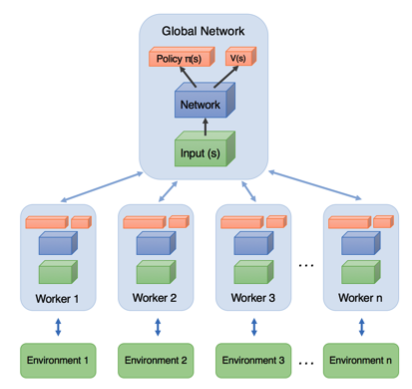 Global Network
Policy π(s) V(s)
Network
Input (s)
Worker 1 Worker 2 Worker 3 ... Worker n
Environment 1 Environment 2 Environment 3 ... Environment n